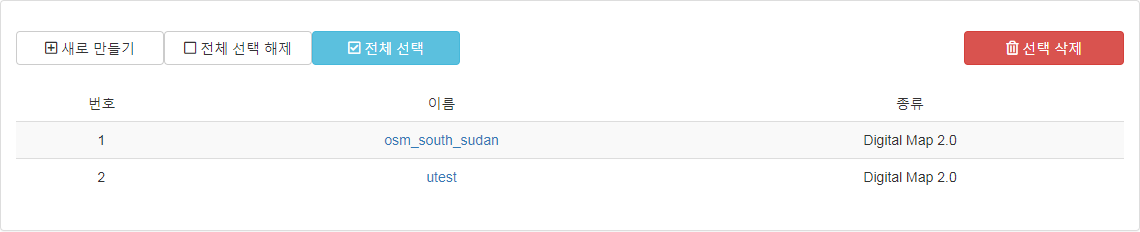 새로 만들기 전체 선택 해제 전체 선택 선택 삭제
번호 이름 종류
1 osm_south_sudan Digital Map 2.0
2 utest Digital Map 2.0